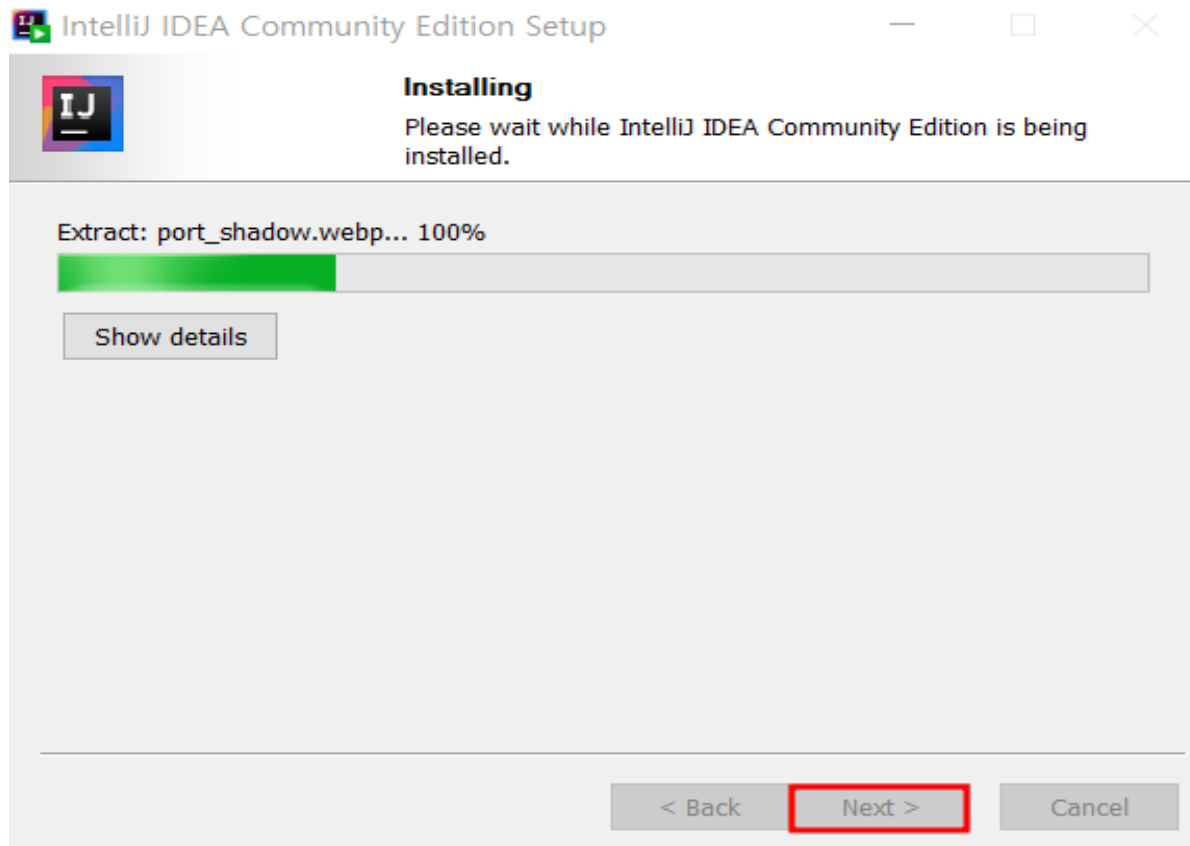 IntelliJ IDEA Community Edition Setup
IJ
Installing
Please wait while IntelliJ IDEA Community Edition is being
installed.
Extract: port_shadow.webp... 100%
Show details
< Back
Next >
Cancel